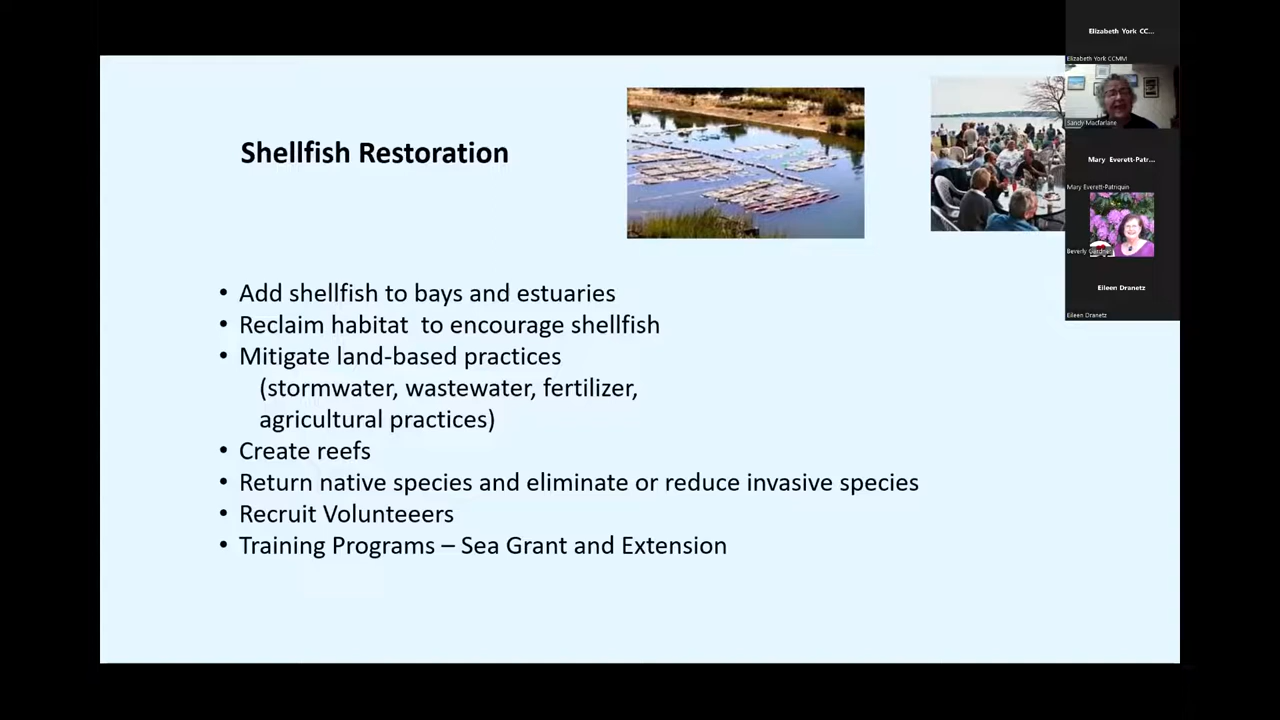 Shellfish Restoration
• Add shellfish to bays and estuaries
• Reclaim habitat  to encourage shellfish
• Mitigate land-based practices
(stormwater, wastewater, fertilizer,
agricultural practices)
• Create reefs
• Return native species and eliminate or reduce invasive species
• Recruit Volunteeers
• Training Programs – Sea Grant and Extension
Elizabeth York CC...
Elizabeth York CCMM
Sandy Macfarlane
Mary Everett-Patr...
Mary Everett-Patriquin
Beverly
Eileen Dranetz
Eileen Dranetz